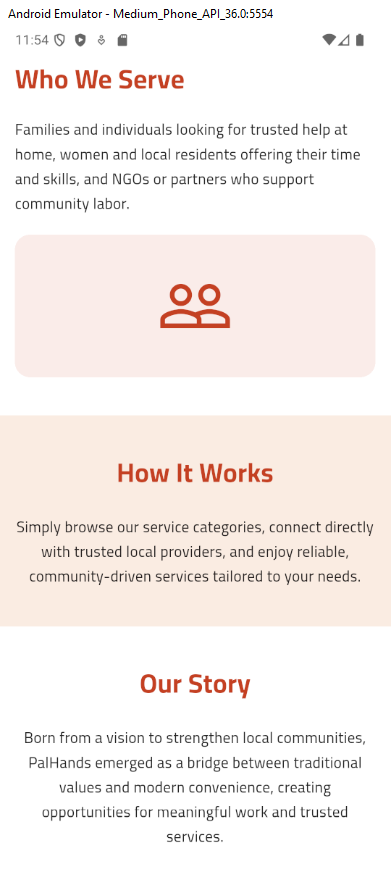 Android Emulator - Medium_Phone_API_36.0:5554
11:54
Who We Serve
Families and individuals looking for trusted help at
home, women and local residents offering their time
and skills, and NGOs or partners who support
community labor.
How It Works
Simply browse our service categories, connect directly
with trusted local providers, and enjoy reliable,
community-driven services tailored to your needs.
Our Story
Born from a vision to strengthen local communities,
PalHands emerged as a bridge between traditional
values and modern convenience, creating
opportunities for meaningful work and trusted
services.